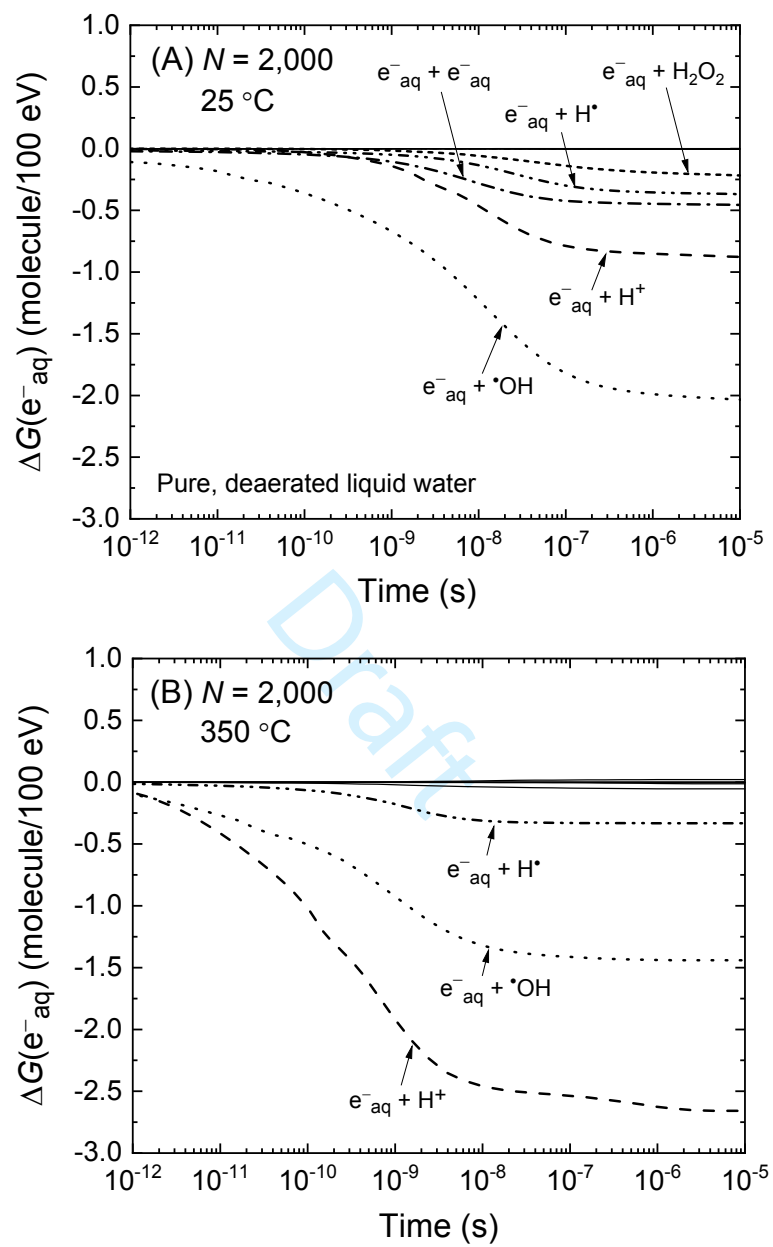 1.0
(A) N = 2,000
25 °C
e⁻aq + e⁻aq
e⁻aq + H•
e⁻aq + H₂O₂
0.5
0.0
-0.5
-1.0
-1.5
-2.0
-2.5
-3.0
e⁻aq + H⁺
e⁻aq + •OH
Pure, deaerated liquid water
ΔG(e⁻aq) (molecule/100 eV)
10⁻¹² 10⁻¹¹ 10⁻¹⁰ 10⁻⁹ 10⁻⁸ 10⁻⁷ 10⁻⁶ 10⁻⁵
Time (s)
Draft
1.0
(B) N = 2,000
350 °C
0.5
0.0
-0.5
-1.0
-1.5
-2.0
-2.5
-3.0
e⁻aq + H•
e⁻aq + •OH
e⁻aq + H⁺
ΔG(e⁻aq) (molecule/100 eV)
10⁻¹² 10⁻¹¹ 10⁻¹⁰ 10⁻⁹ 10⁻⁸ 10⁻⁷ 10⁻⁶ 10⁻⁵
Time (s)